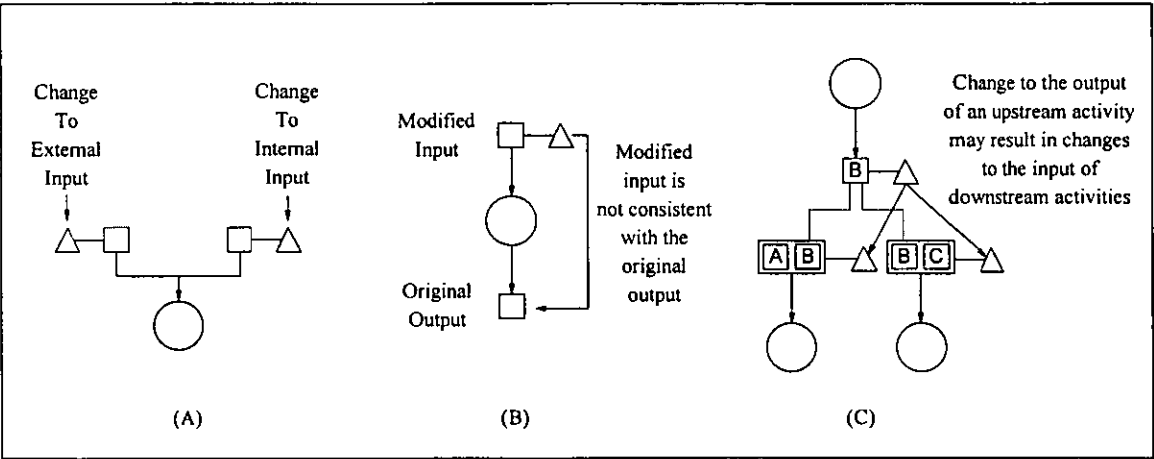 Change
To
External
Input
Change
To
Internal
Input
(A)
Modified
Input
Modified
input is
not consistent
with the
original
output
Original
Output
(B)
Change to the output
of an upstream activity
may result in changes
to the input of
downstream activities
B
A B
B C
(C)